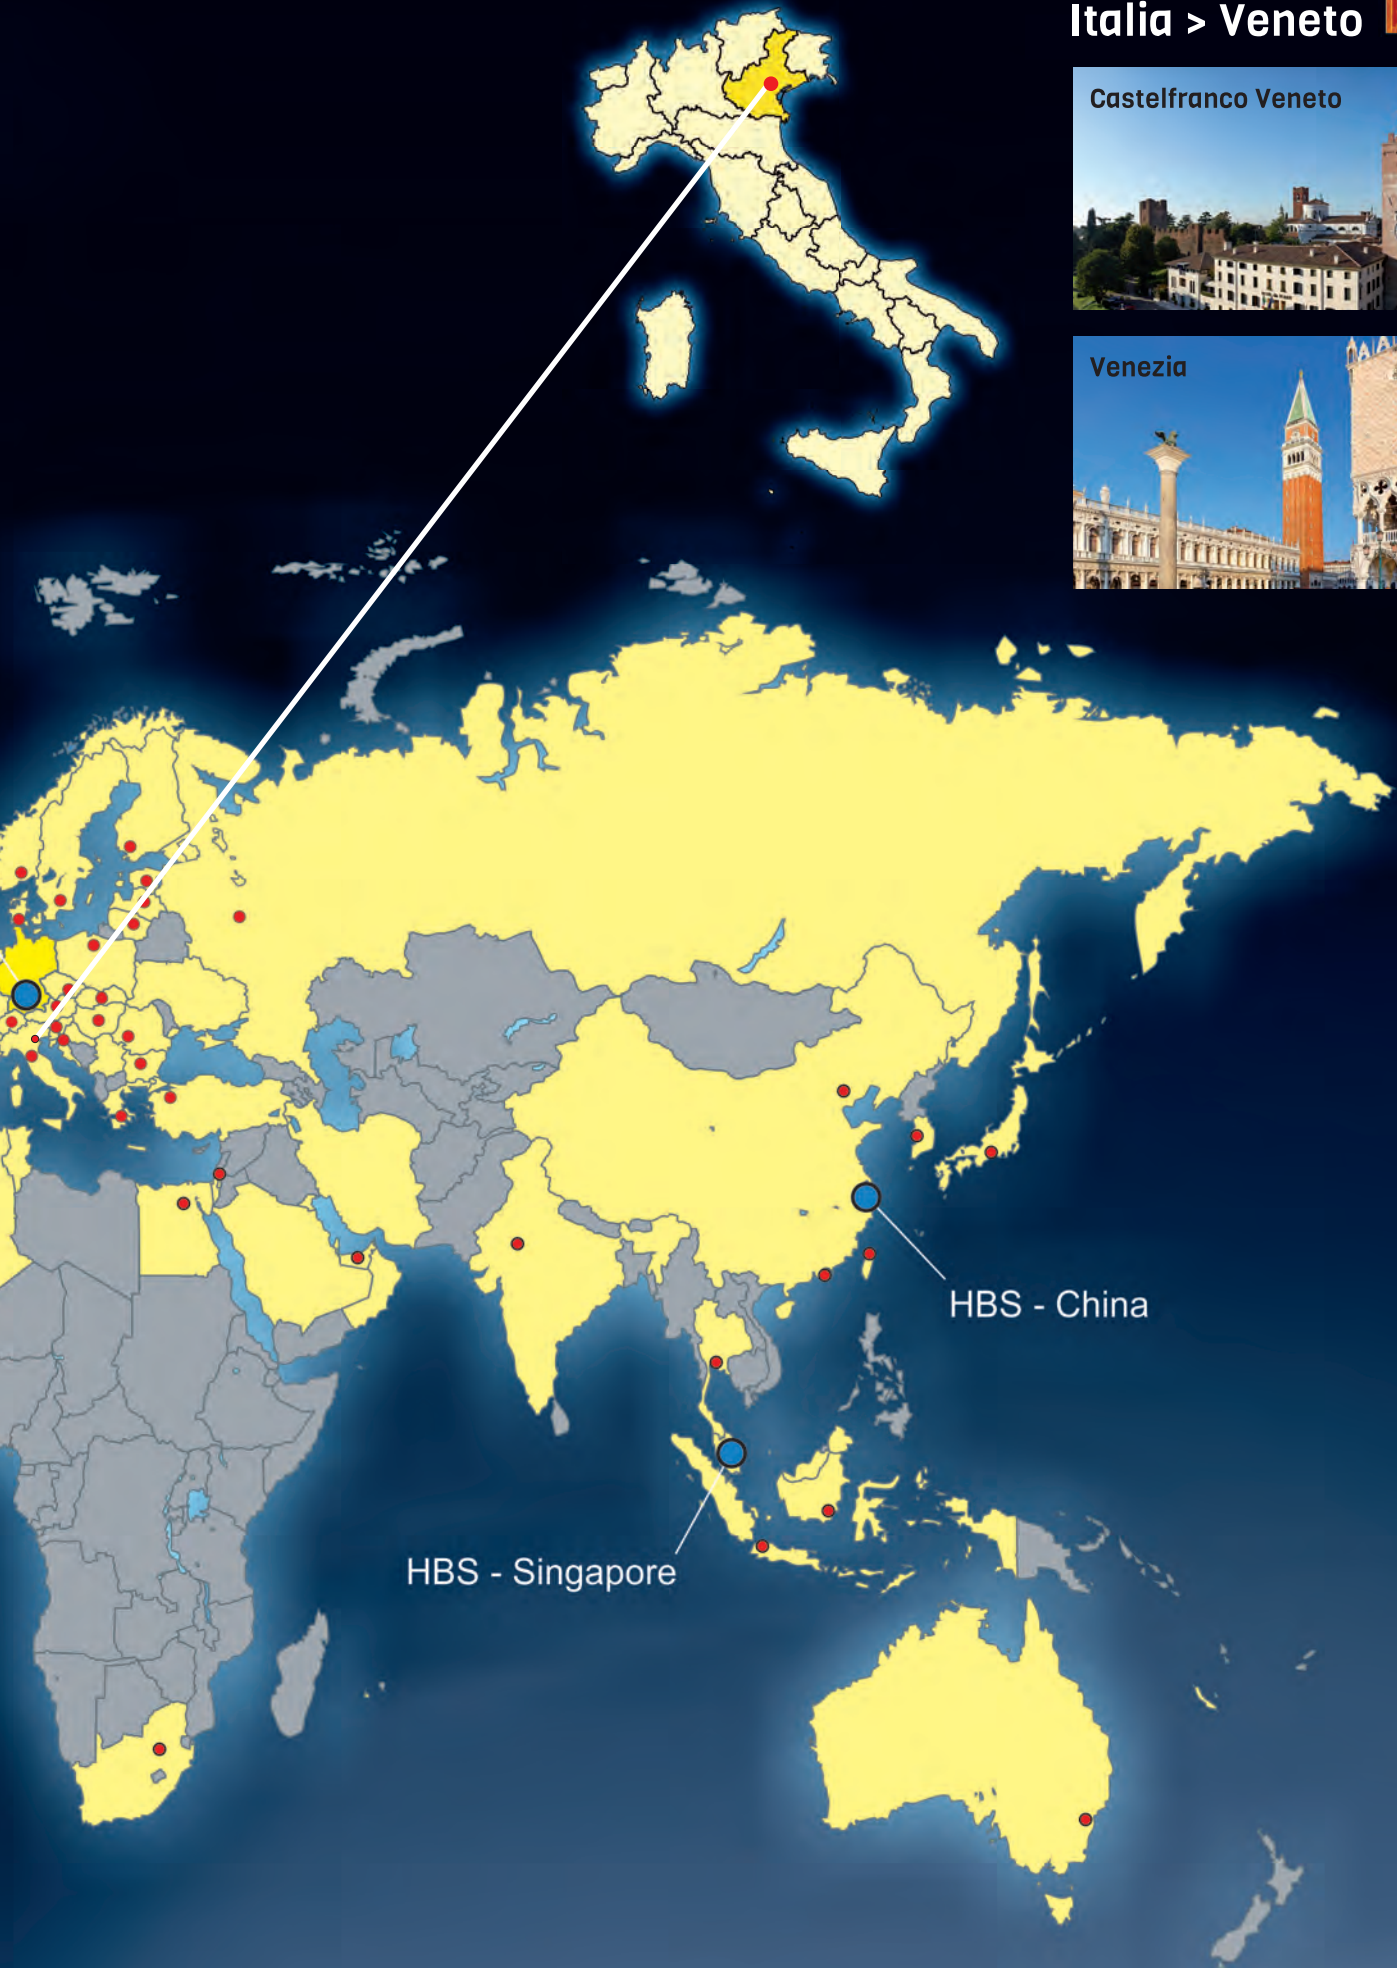 Italia > Veneto
Castelfranco Veneto
Venezia
HBS - China
HBS - Singapore